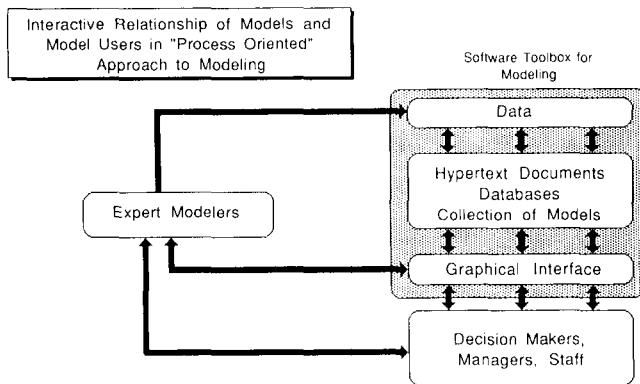 Interactive Relationship of Models and
Model Users in "Process Oriented"
Approach to Modeling
Software Toolbox for
Modeling
Data
Hypertext Documents
Databases
Collection of Models
Expert Modelers
Graphical Interface
Decision Makers,
Managers, Staff